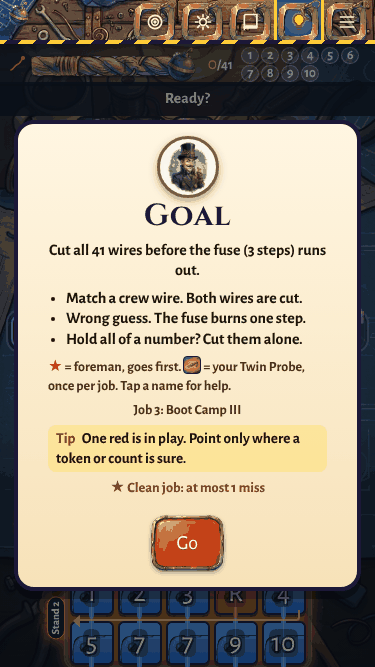 0/41
1 2 3 4 5 6
7 8 9 10
Ready?
GOAL
Cut all 41 wires before the fuse (3 steps) runs
out.
• Match a crew wire. Both wires are cut.
• Wrong guess. The fuse burns one step.
• Hold all of a number? Cut them alone.
★ = foreman, goes first. = your Twin Probe,
once per job. Tap a name for help.
Job 3: Boot Camp III
Tip One red is in play. Point only where a
token or count is sure.
★ Clean job: at most 1 miss
Go
Stand 2
1 2 3 R 4
5 7 7 9 10